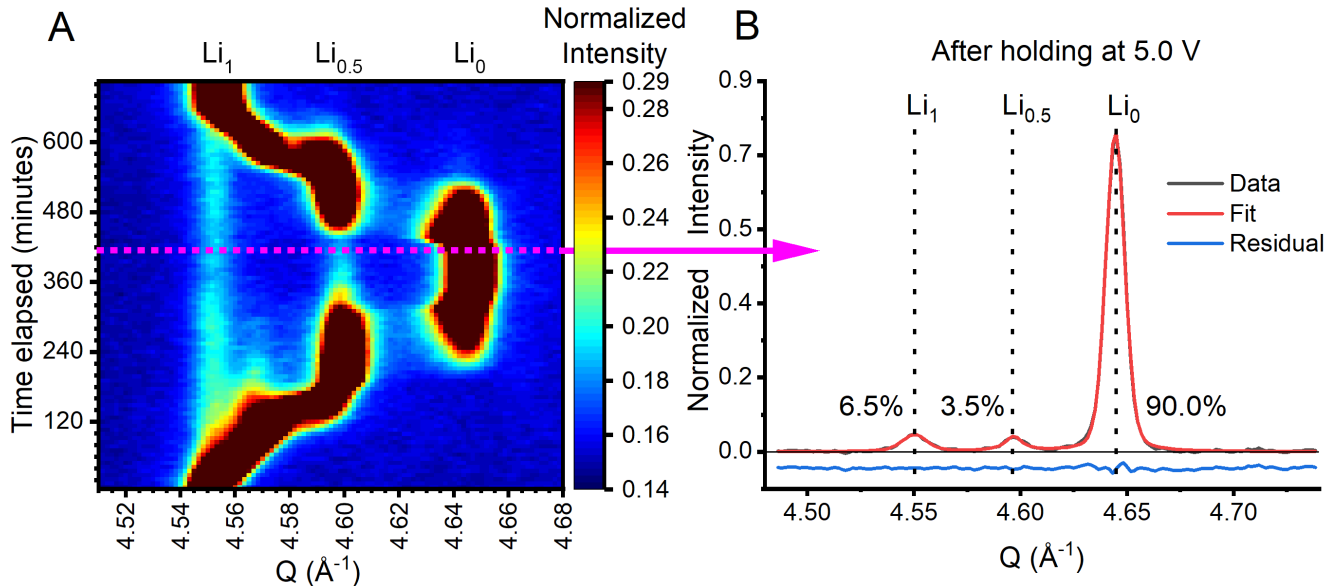 A
Li₁
Li₀.₅
Li₀
Normalized
Intensity
Time elapsed (minutes)
600
480
360
240
120
4.52
4.54
4.56
4.58
4.60
4.62
4.64
4.66
4.68
Q (Å⁻¹)
0.29
0.28
0.26
0.24
0.23
0.21
0.20
0.18
0.17
0.16
0.14
B
After holding at 5.0 V
Normalized Intensity
0.9
0.7
0.5
0.4
0.2
0.0
Li₁
Li₀.₅
Li₀
Data
Fit
Residual
6.5%
3.5%
90.0%
4.50
4.55
4.60
4.65
4.70
Q (Å⁻¹)